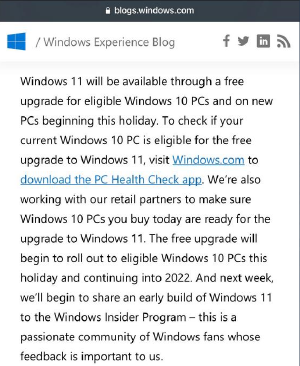 blogs.windows.com
/ Windows Experience Blog
Windows 11 will be available through a free
upgrade for eligible Windows 10 PCs and on new
PCs beginning this holiday. To check if your
current Windows 10 PC is eligible for the free
upgrade to Windows 11, visit Windows.com to
download the PC Health Check app. We're also
working with our retail partners to make sure
Windows 10 PCs you buy today are ready for the
upgrade to Windows 11. The free upgrade will
begin to roll out to eligible Windows 10 PCs this
holiday and continuing into 2022. And next week,
we'll begin to share an early build of Windows 11
to the Windows Insider Program – this is a
passionate community of Windows fans whose
feedback is important to us.